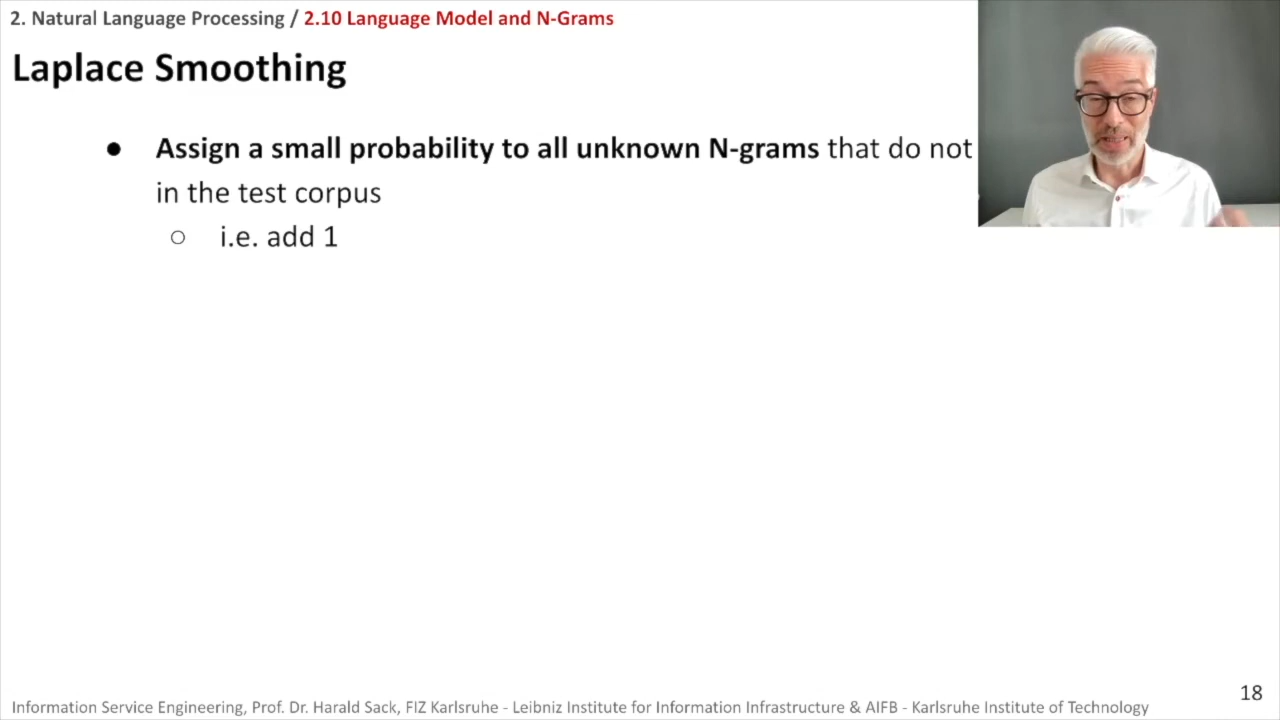 2. Natural Language Processing / 2.10 Language Model and N-Grams
Laplace Smoothing
● Assign a small probability to all unknown N-grams that do not
in the test corpus
○ i.e. add 1
18
Information Service Engineering, Prof. Dr. Harald Sack, FIZ Karlsruhe - Leibniz Institute for Information Infrastructure & AIFB - Karlsruhe Institute of Technology